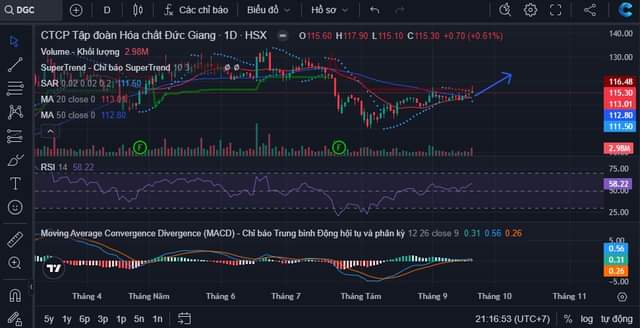 DGC D Các chỉ báo Biểu đồ Hồ sơ
CTCP Tập đoàn Hóa chất Đức Giang · 1D · HSX O115.60 H117.90 L115.10 C115.30 +0.70 (+0.61%)
Volume - Khối lượng 2.98M
SuperTrend - Chỉ báo SuperTrend 10 3 ∅ ∅
SAR 0.02 0.02 0.2 111.50
MA 20 close 0 113.01
MA 50 close 0 112.80
140.00
130.00
116.48
115.30
113.01
112.80
111.50
2.98M
F F
RSI 14 58.22
75.00
58.22
25.00
Moving Average Convergence Divergence (MACD) - Chỉ báo Trung bình Động hội tụ và phân kỳ 12 26 close 9 0.31 0.56 0.26
5.00
0.56
0.31
0.26
Tháng 4 Tháng Năm Tháng 6 Tháng 7 Tháng Tám Tháng 9 Tháng 10 Tháng 11
5y 1y 6p 3p 1p 5n 1n 21:16:53 (UTC+7) % log tự động